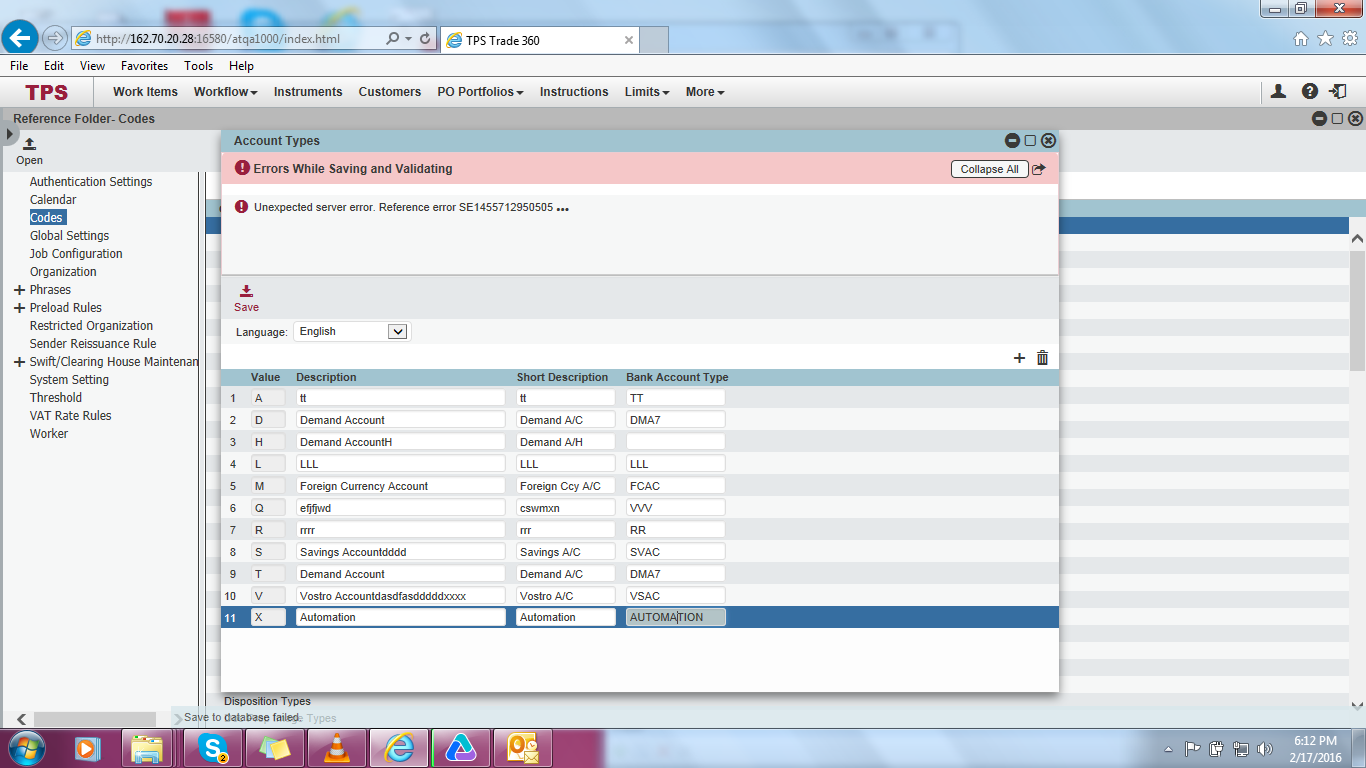 http://162.70.20.28:16580/atqa1000/index.html
TPS Trade 360
File Edit View Favorites Tools Help
TPS Work Items Workflow Instruments Customers PO Portfolios Instructions Limits More
Reference Folder- Codes
Open
Authentication Settings
Calendar
Codes
Global Settings
Job Configuration
Organization
Phrases
Preload Rules
Restricted Organization
Sender Reissuance Rule
Swift/Clearing House Maintenan
System Setting
Threshold
VAT Rate Rules
Worker
Account Types
Errors While Saving and Validating Collapse All
Unexpected server error. Reference error SE1455712950505 ...
Save
Language: English
Value Description Short Description Bank Account Type
1 A tt tt TT
2 D Demand Account Demand A/C DMA7
3 H Demand AccountH Demand A/H
4 L LLL LLL LLL
5 M Foreign Currency Account Foreign Ccy A/C FCAC
6 Q efjfjwd cswmxn VVV
7 R rrrr rrr RR
8 S Savings Accountdddd Savings A/C SVAC
9 T Demand Account Demand A/C DMA7
10 V Vostro Accountdasdfasdddddxxxx Vostro A/C VSAC
11 X Automation Automation AUTOMATION
Disposition Types
Save to database failed.
Types
2
6:12 PM
2/17/2016